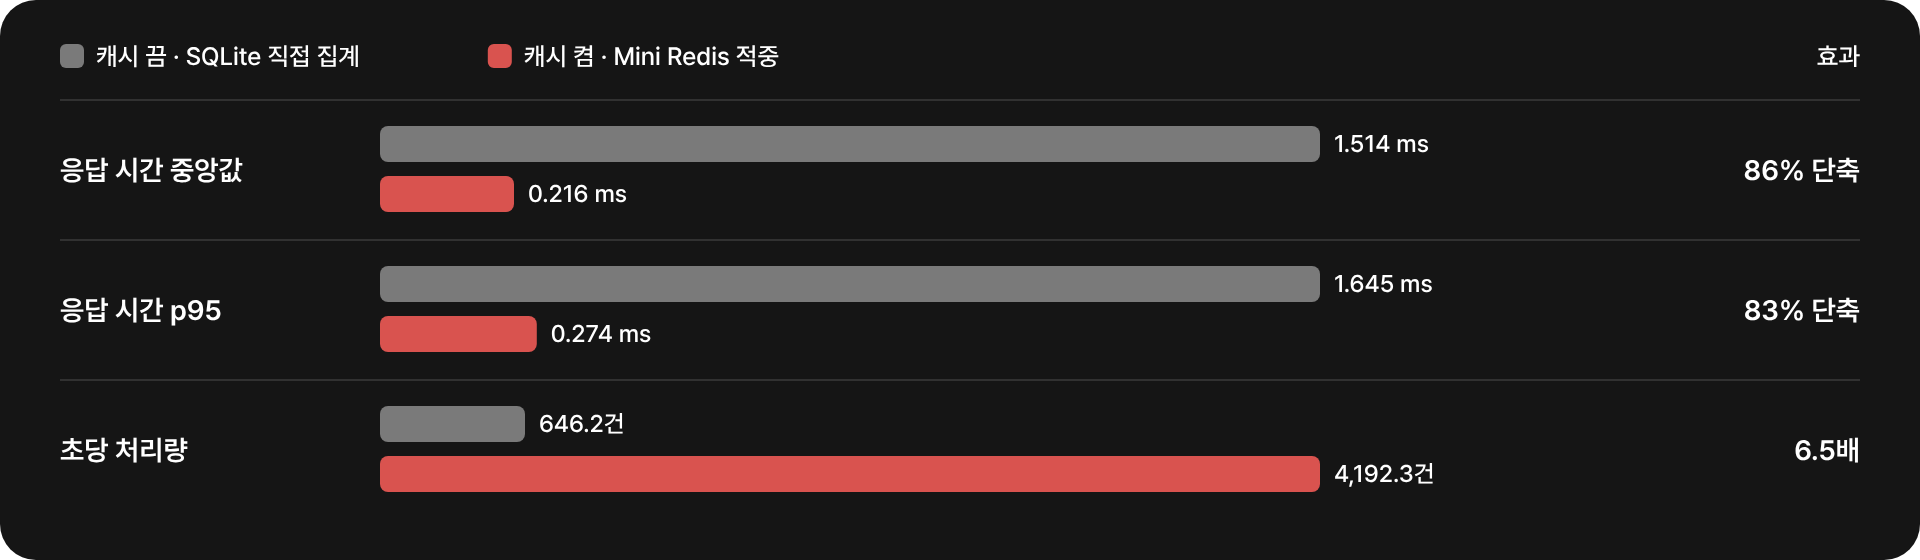 캐시 끔 · SQLite 직접 집계
캐시 켬 · Mini Redis 적중
효과
응답 시간 중앙값
1.514 ms
0.216 ms
86% 단축
응답 시간 p95
1.645 ms
0.274 ms
83% 단축
초당 처리량
646.2건
4,192.3건
6.5배